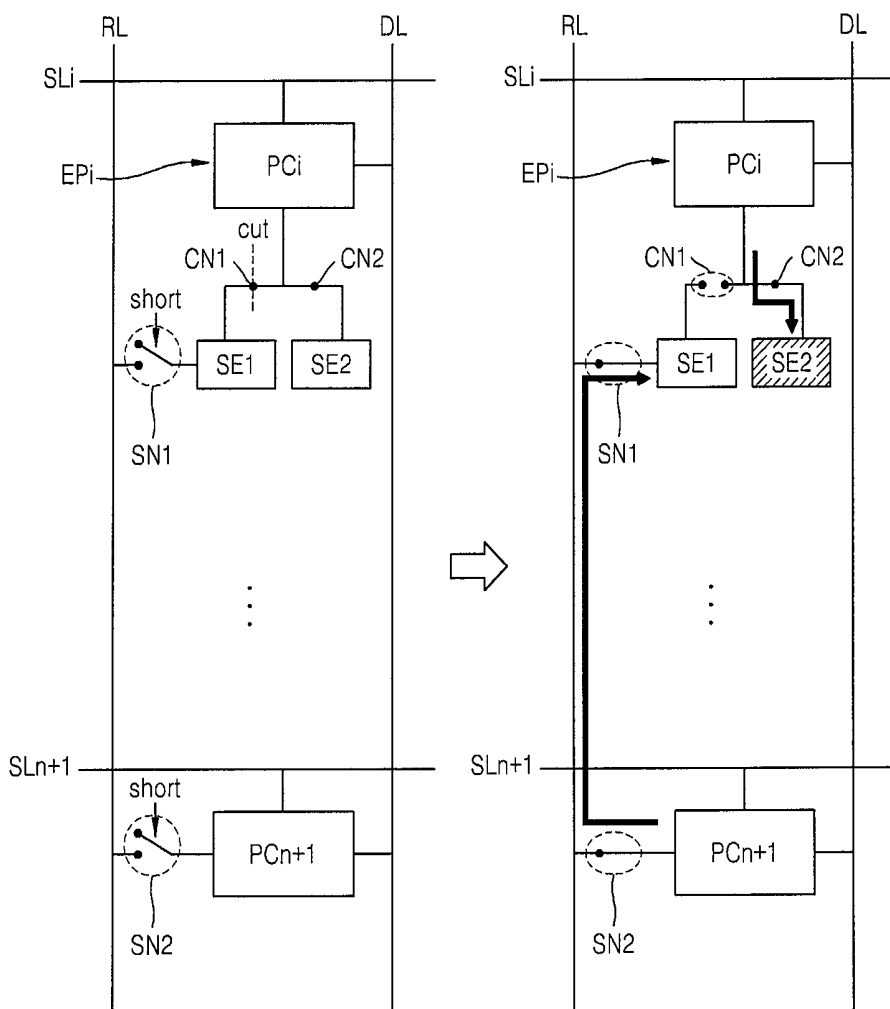 RL
DL
SLi
PCi
EPi
cut
CN1
CN2
short
SE1
SE2
SN1
SLn+1
short
PCn+1
SN2
RL
DL
SLi
PCi
EPi
CN1
CN2
SE1
SE2
SN1
SLn+1
PCn+1
SN2